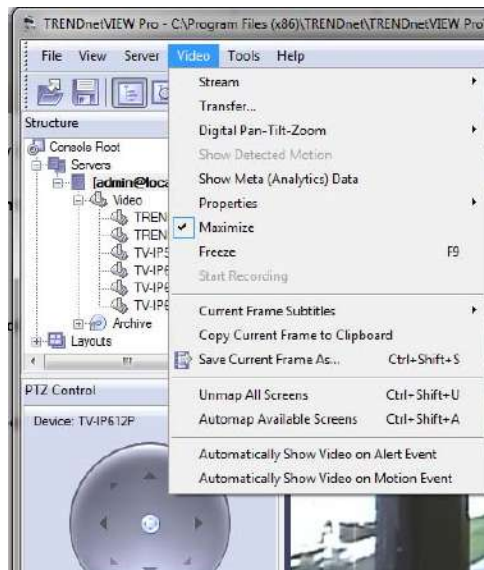 TRENDnetVIEW Pro - C:\Program Files (x86)\TRENDnet\TRENDnetVIEW Pro
File View Server Video Tools Help
Structure
Console Root
Servers
[admin@loca
Video
TREN
TREN
TV-IP5
TV-IP6
TV-IP6
TV-IP6
Archive
Layouts
PTZ Control
Device: TV-IP612P
Stream
Transfer...
Digital Pan-Tilt-Zoom
Show Detected Motion
Show Meta (Analytics) Data
Properties
Maximize
Freeze F9
Start Recording
Current Frame Subtitles
Copy Current Frame to Clipboard
Save Current Frame As... Ctrl+Shift+S
Unmap All Screens Ctrl+Shift+U
Automap Available Screens Ctrl+Shift+A
Automatically Show Video on Alert Event
Automatically Show Video on Motion Event